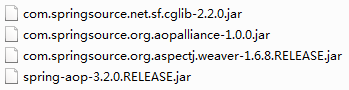 com.springsource.net.sf.cglib-2.2.0.jar
com.springsource.org.aopalliance-1.0.0.jar
com.springsource.org.aspectj.weaver-1.6.8.RELEASE.jar
spring-aop-3.2.0.RELEASE.jar